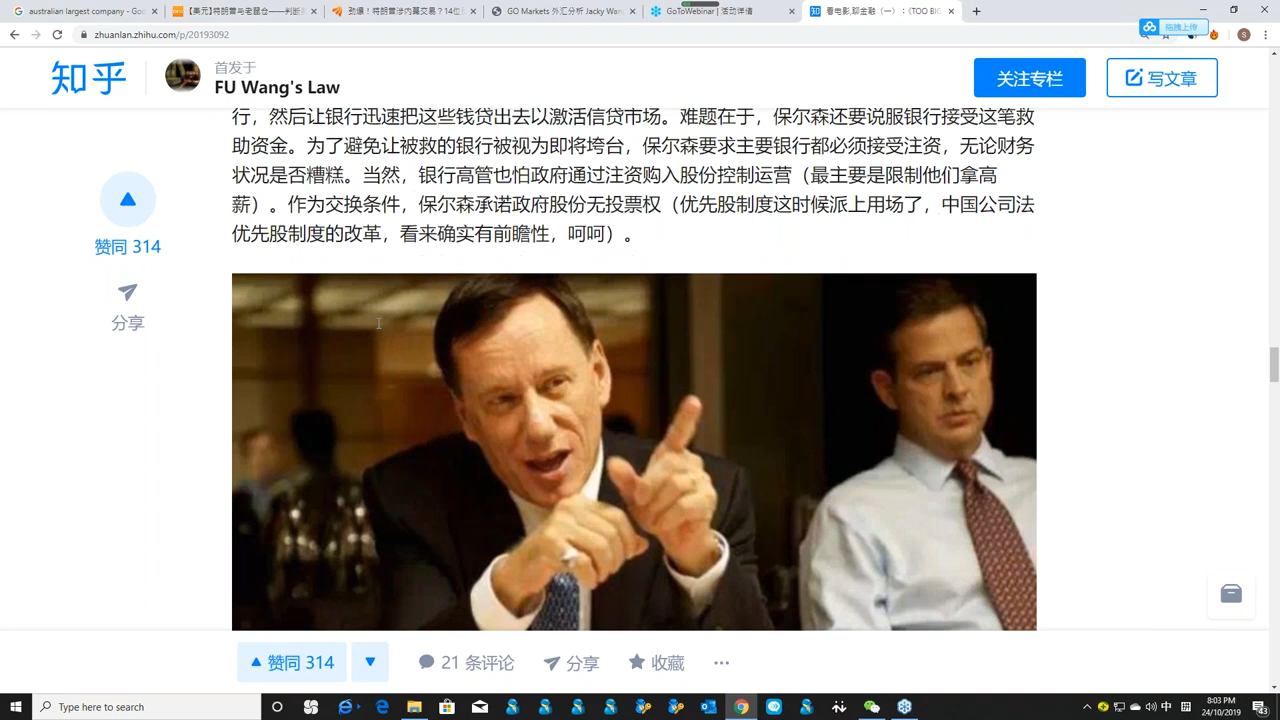 australian largest company - Goo
【美元】特朗普与老昆仓——判断美
劲爆！特朗普涉内幕交易？14位
GO Markets 外汇分析 Jacky Wan
GoToWebinar | 活动详情
看电影,聊金融（一）：《TOO BIG
zhuanlan.zhihu.com/p/20193092
拖拽上传
S
知乎
首发于
FU Wang's Law
关注专栏
写文章
行，然后让银行迅速把这些钱贷出去以激活信贷市场。难题在于，保尔森还要说服银行接受这笔救
助资金。为了避免让被救的银行被视为即将垮台，保尔森要求主要银行都必须接受注资，无论财务
状况是否糟糕。当然，银行高管也怕政府通过注资购入股份控制运营（最主要是限制他们拿高
薪）。作为交换条件，保尔森承诺政府股份无投票权（优先股制度这时候派上用场了，中国公司法
优先股制度的改革，看来确实有前瞻性，呵呵）。
赞同 314
分享
赞同 314
21 条评论
分享
收藏
Type here to search
中
8:03 PM
24/10/2019
43